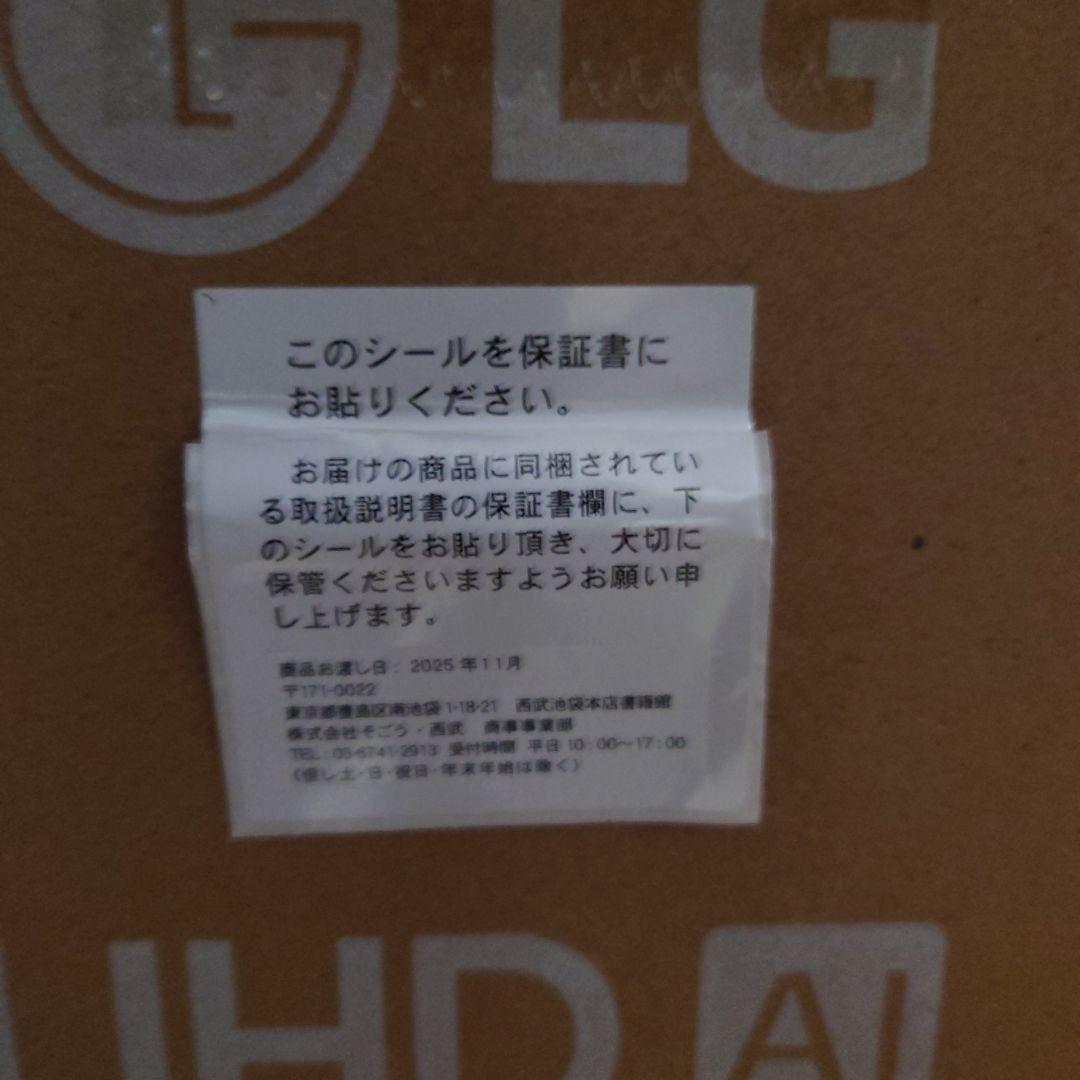 LG
このシールを保証書に
お貼りください。
お届けの商品に同梱されてい
る取扱説明書の保証書欄に、下
のシールをお貼り頂き、大切に
保管くださいますようお願い申
し上げます。
商品お渡し日：2025年11月
〒171-0022
東京都豊島区南池袋1-18-21 西武池袋本店書籍館
株式会社そごう・西武 商事事業部
TEL：03-6741-2913 受付時間 平日10：00～17：00
（但し土・日・祝日・年末年始は除く）
UHD AI